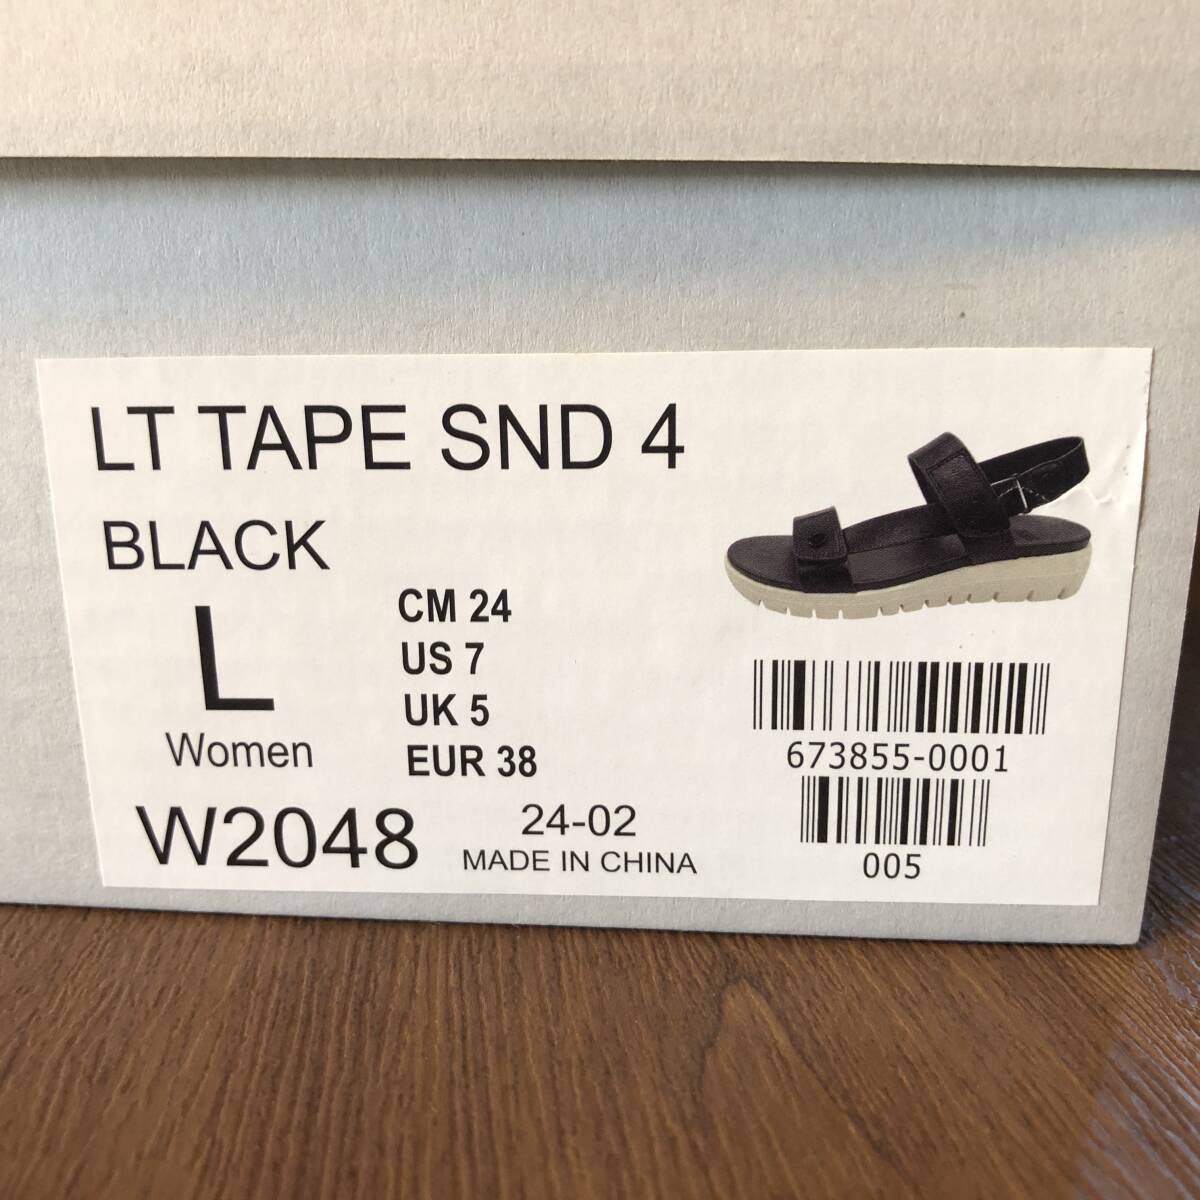 LT TAPE SND 4
BLACK
L
Women
CM 24
US 7
UK 5
EUR 38
W2048
24-02
MADE IN CHINA
673855-0001
005